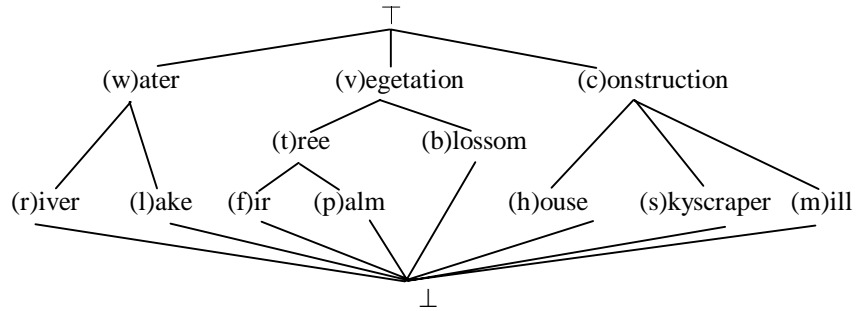 ⊤
(w)ater (v)egetation (c)onstruction
(t)ree (b)lossom
(r)iver (l)ake (f)ir (p)alm (h)ouse (s)kyscraper (m)ill
⊥